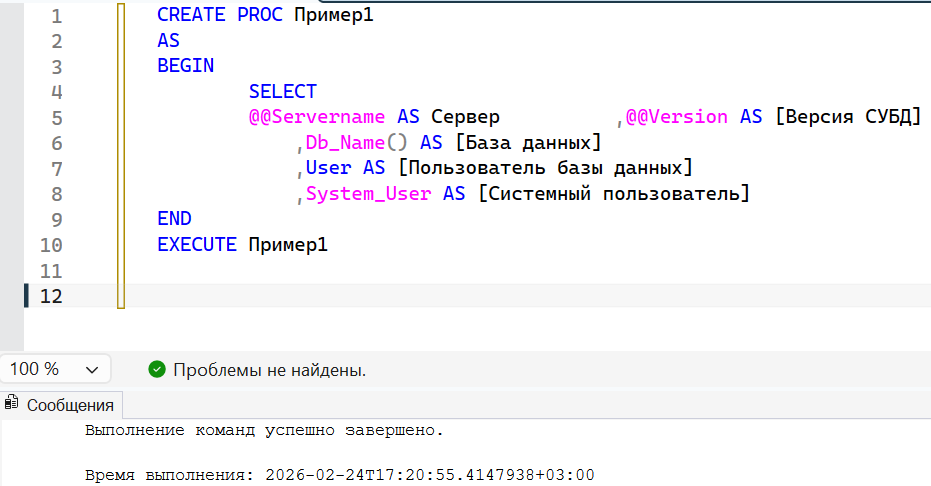 1 CREATE PROC Пример1
2 AS
3 BEGIN
4 SELECT
5 @@Servername AS Сервер ,@@Version AS [Версия СУБД]
6 ,Db_Name() AS [База данных]
7 ,User AS [Пользователь базы данных]
8 ,System_User AS [Системный пользователь]
9 END
10 EXECUTE Пример1
11
12
100 % Проблемы не найдены.
Сообщения
Выполнение команд успешно завершено.
Время выполнения: 2026-02-24T17:20:55.4147938+03:00